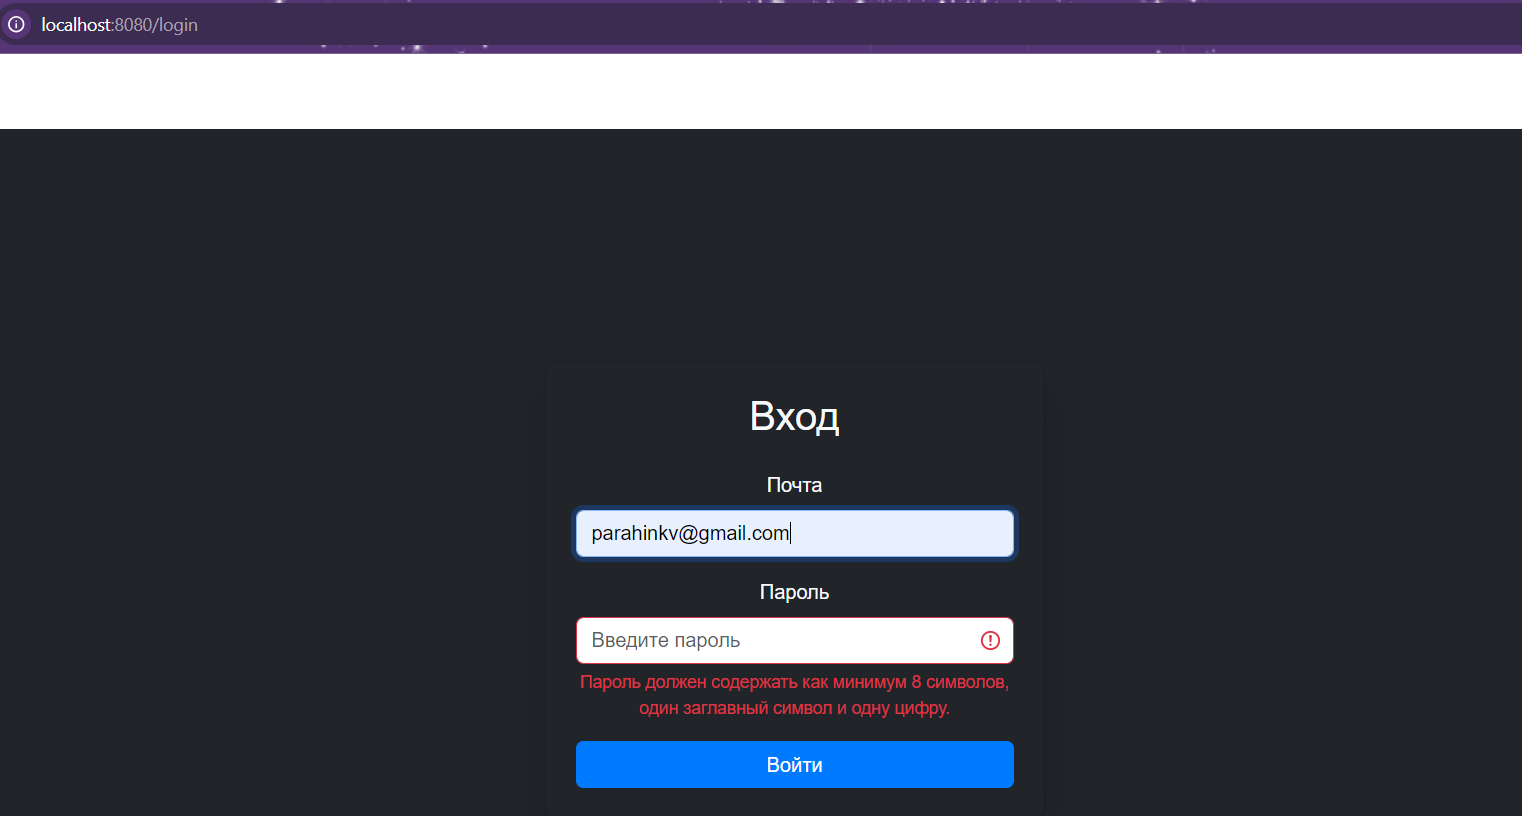 localhost:8080/login
Вход
Почта
parahinkv@gmail.com
Пароль
Введите пароль
Пароль должен содержать как минимум 8 символов,
один заглавный символ и одну цифру.
Войти